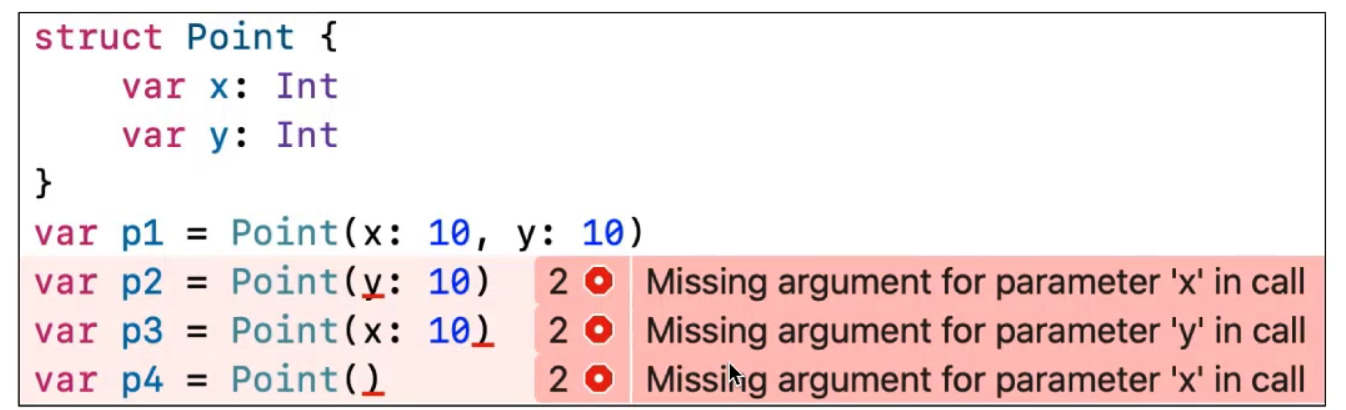 struct Point {
    var x: Int
    var y: Int
}
var p1 = Point(x: 10, y: 10)
var p2 = Point(y: 10) 2 Missing argument for parameter 'x' in call
var p3 = Point(x: 10) 2 Missing argument for parameter 'y' in call
var p4 = Point() 2 Missing argument for parameter 'x' in call